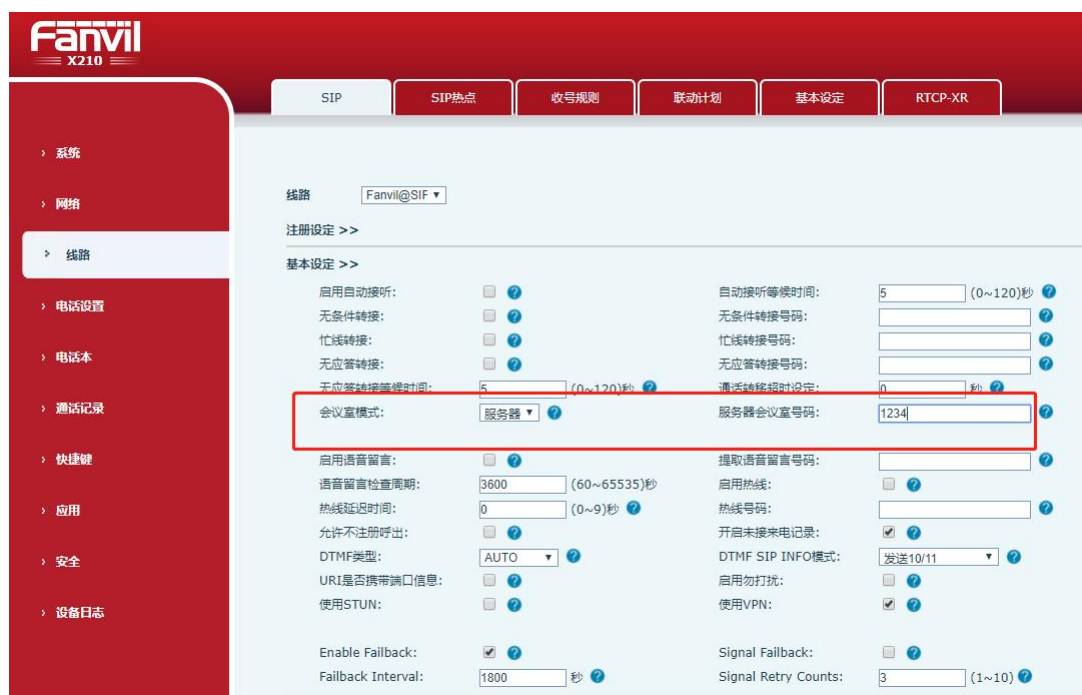 Fanvil
X210
SIP SIP热点 收号规则 联动计划 基本设定 RTCP-XR
系统
网络
线路
电话设置
电话本
通话记录
快捷键
应用
安全
设备日志
线路 Fanvil@SIF
注册设定 >>
基本设定 >>
启用自动接听: 自动接听等候时间: 5 (0~120)秒
无条件转接: 无条件转接号码:
忙线转接: 忙线转接号码:
无应答转接: 无应答转接号码:
无应答转接等候时间: 5 (0~120)秒 通话转移超时设定: 0 秒
会议室模式: 服务器 服务器会议室号码: 1234
启用语音留言: 提取语音留言号码:
语音留言检查周期: 3600 (60~65535)秒 启用热线:
热线延迟时间: 0 (0~9)秒 热线号码:
允许不注册呼出: 开启未接来电记录:
DTMF类型: AUTO DTMF SIP INFO模式: 发送10/11
URI是否携带端口信息: 启用勿打扰:
使用STUN: 使用VPN:
Enable Failback: Signal Failback:
Failback Interval: 1800 秒 Signal Retry Counts: 3 (1~10)